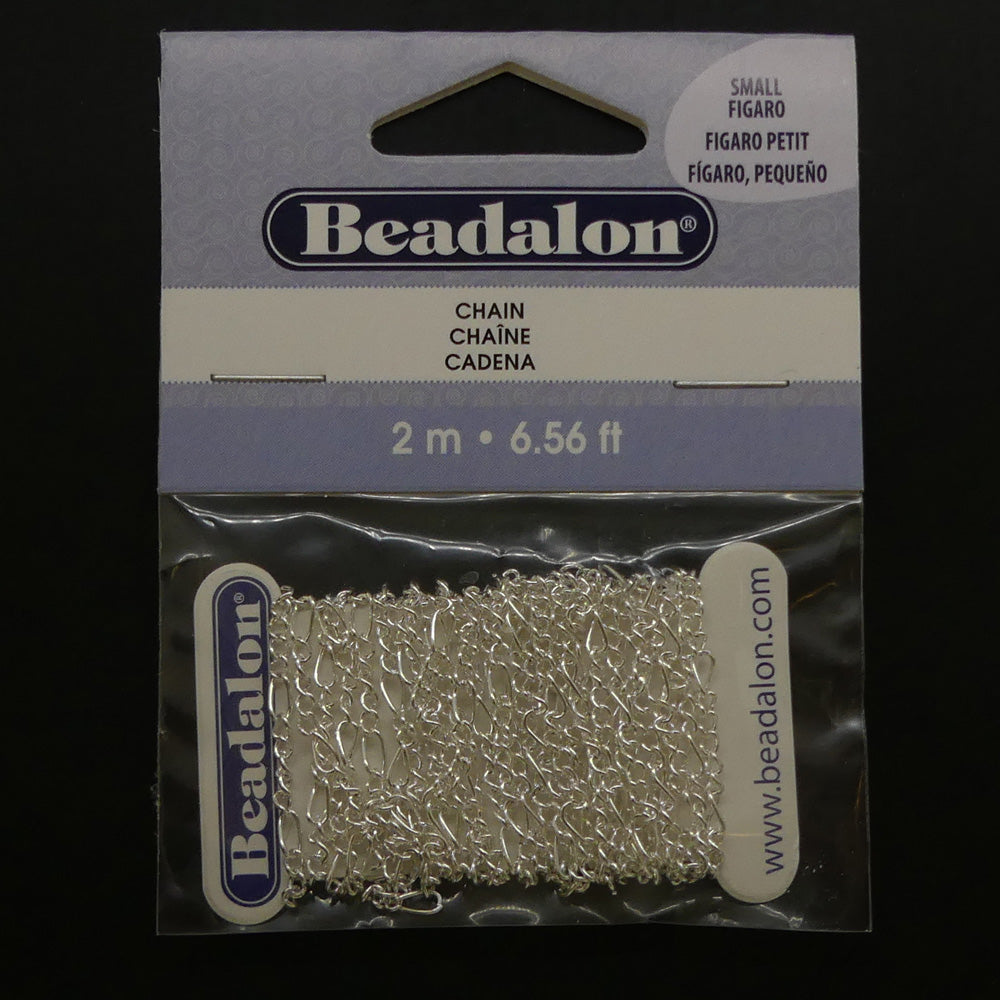 SMALL
FIGARO
FIGARO PETIT
FÍGARO, PEQUEÑO
Beadalon®
CHAIN
CHAÎNE
CADENA
2 m • 6.56 ft
Beadalon®
www.beadalon.com